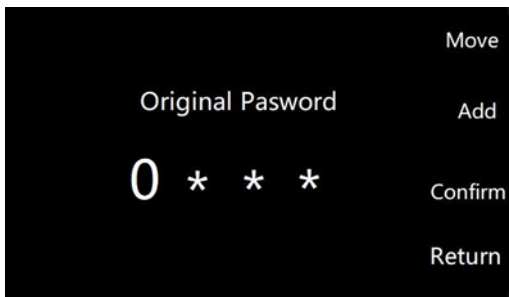 Move
Original Pasword
Add
0 * * *
Confirm
Return